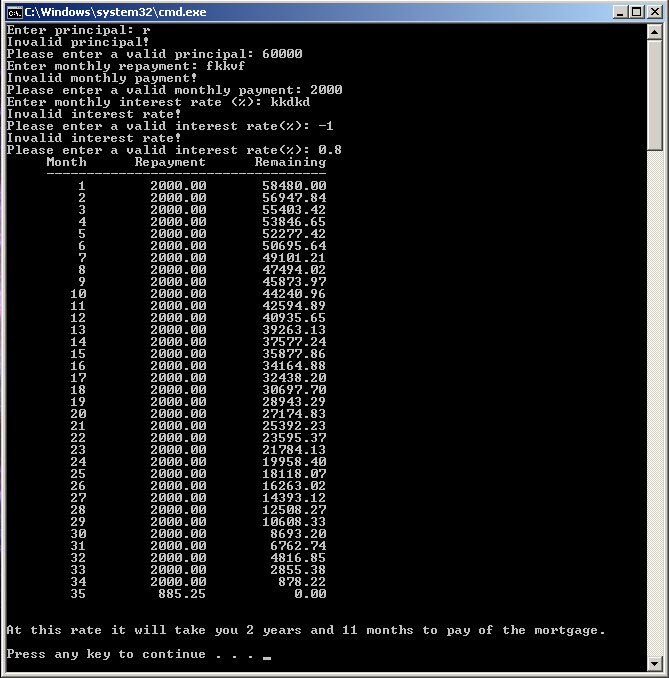 C:\Windows\system32\cmd.exe
Enter principal: r
Invalid principal!
Please enter a valid principal: 60000
Enter monthly repayment: fkkvf
Invalid monthly payment!
Please enter a valid monthly payment: 2000
Enter monthly interest rate (%): kkdkd
Invalid interest rate!
Please enter a valid interest rate(%): -1
Invalid interest rate!
Please enter a valid interest rate(%): 0.8
Month Repayment Remaining
-----------------------------------
1 2000.00 58480.00
2 2000.00 56947.84
3 2000.00 55403.42
4 2000.00 53846.65
5 2000.00 52277.42
6 2000.00 50695.64
7 2000.00 49101.21
8 2000.00 47494.02
9 2000.00 45873.97
10 2000.00 44240.96
11 2000.00 42594.89
12 2000.00 40935.65
13 2000.00 39263.13
14 2000.00 37577.24
15 2000.00 35877.86
16 2000.00 34164.88
17 2000.00 32438.20
18 2000.00 30697.70
19 2000.00 28943.29
20 2000.00 27174.83
21 2000.00 25392.23
22 2000.00 23595.37
23 2000.00 21784.13
24 2000.00 19958.40
25 2000.00 18118.07
26 2000.00 16263.02
27 2000.00 14393.12
28 2000.00 12508.27
29 2000.00 10608.33
30 2000.00 8693.20
31 2000.00 6762.74
32 2000.00 4816.85
33 2000.00 2855.38
34 2000.00 878.22
35 885.25 0.00
At this rate it will take you 2 years and 11 months to pay of the mortgage.
Press any key to continue . . . _